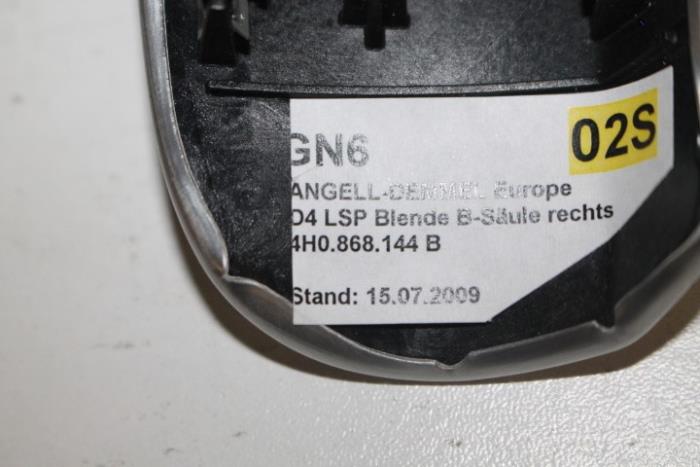 GN6
02S
ANGELL-DEMMEL Europe
D4 LSP Blende B-Säule rechts
4H0.868.144 B
Stand: 15.07.2009